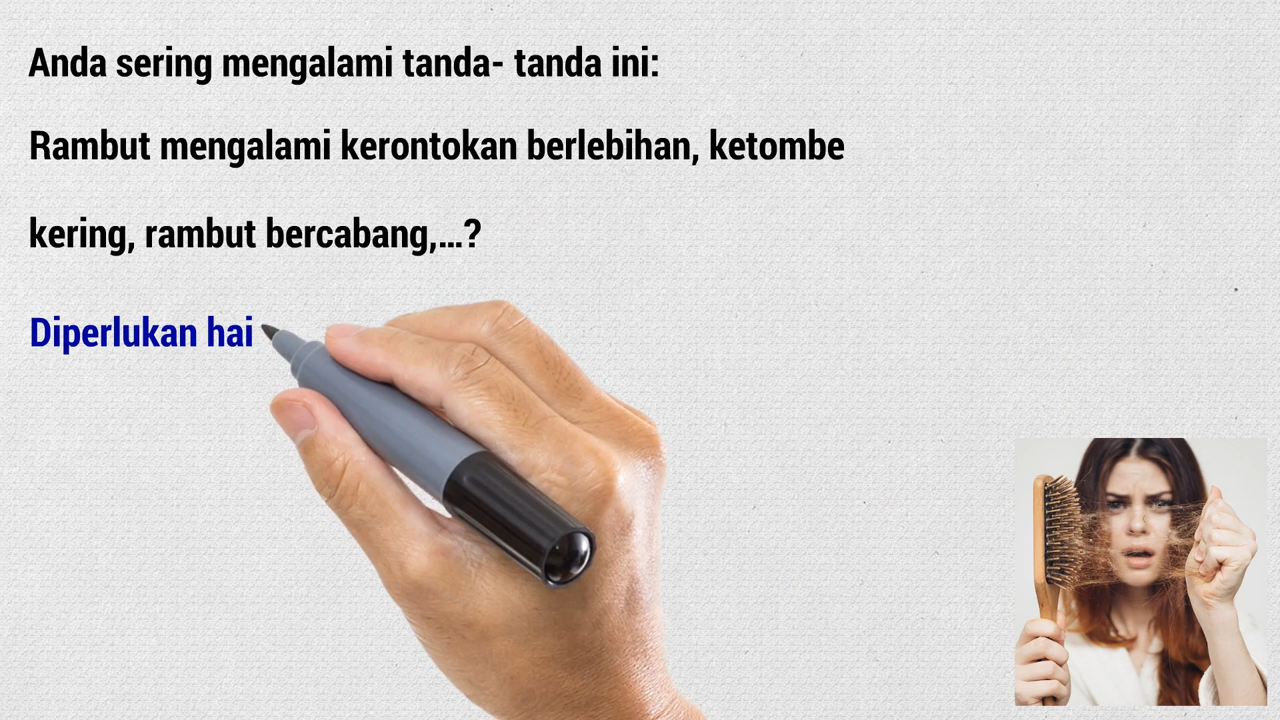 Anda sering mengalami tanda- tanda ini:
Rambut mengalami kerontokan berlebihan, ketombe
kering, rambut bercabang,...?
Diperlukan hai